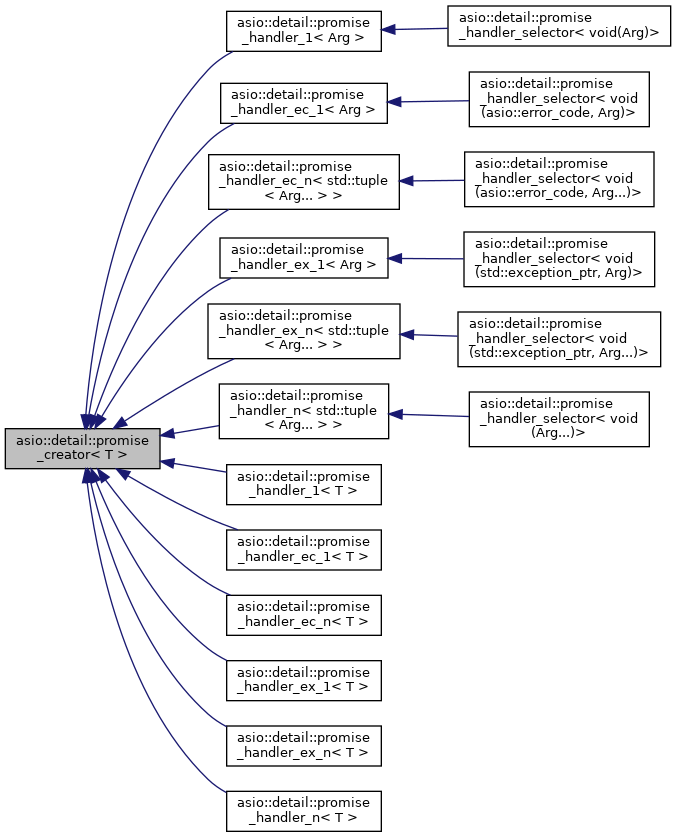 asio::detail::promise
_handler_1< Arg >
asio::detail::promise
_handler_selector< void(Arg)>
asio::detail::promise
_handler_ec_1< Arg >
asio::detail::promise
_handler_selector< void
(asio::error_code, Arg)>
asio::detail::promise
_handler_ec_n< std::tuple
< Arg... > >
asio::detail::promise
_handler_selector< void
(asio::error_code, Arg...)>
asio::detail::promise
_handler_ex_1< Arg >
asio::detail::promise
_handler_selector< void
(std::exception_ptr, Arg)>
asio::detail::promise
_handler_ex_n< std::tuple
< Arg... > >
asio::detail::promise
_handler_selector< void
(std::exception_ptr, Arg...)>
asio::detail::promise
_handler_n< std::tuple
< Arg... > >
asio::detail::promise
_handler_selector< void
(Arg...)>
asio::detail::promise
_creator< T >
asio::detail::promise
_handler_1< T >
asio::detail::promise
_handler_ec_1< T >
asio::detail::promise
_handler_ec_n< T >
asio::detail::promise
_handler_ex_1< T >
asio::detail::promise
_handler_ex_n< T >
asio::detail::promise
_handler_n< T >